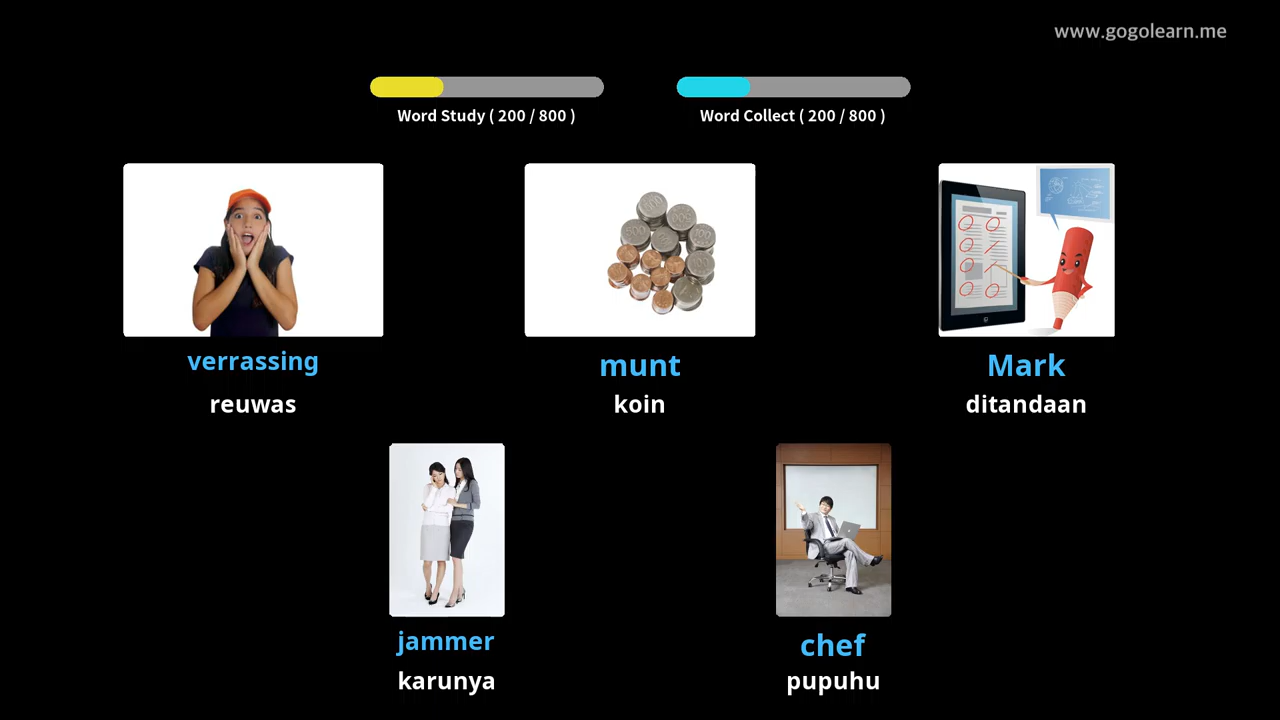 www.gogolearn.me
Word Study ( 200 / 800 )
Word Collect ( 200 / 800 )
verrassing
munt
Mark
reuwas
koin
ditandaan
jammer
chef
karunya
pupuhu